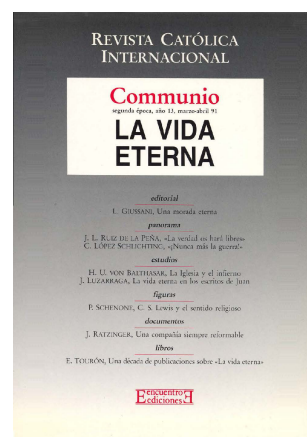 REVISTA CATÓLICA
INTERNACIONAL
Communio
segunda época, año 13, marzo-abril 91
LA VIDA
ETERNA
editorial
L. GIUSSANI, Una morada eterna
panorama
J. L. RUIZ DE LA PEÑA, «La verdad os hará libres»
C. LÓPEZ SCHLICHTING, «¡Nunca más la guerra!»
estudios
H. U. VON BALTHASAR, La Iglesia y el infierno
J. LUZARRAGA, La vida eterna en los escritos de Juan
figuras
P. SCHENONE, C. S. Lewis y el sentido religioso
documentos
J. RATZINGER, Una compañía siempre reformable
libros
E. TOURÓN, Una década de publicaciones sobre «La vida eterna»
Encuentro
Ediciones